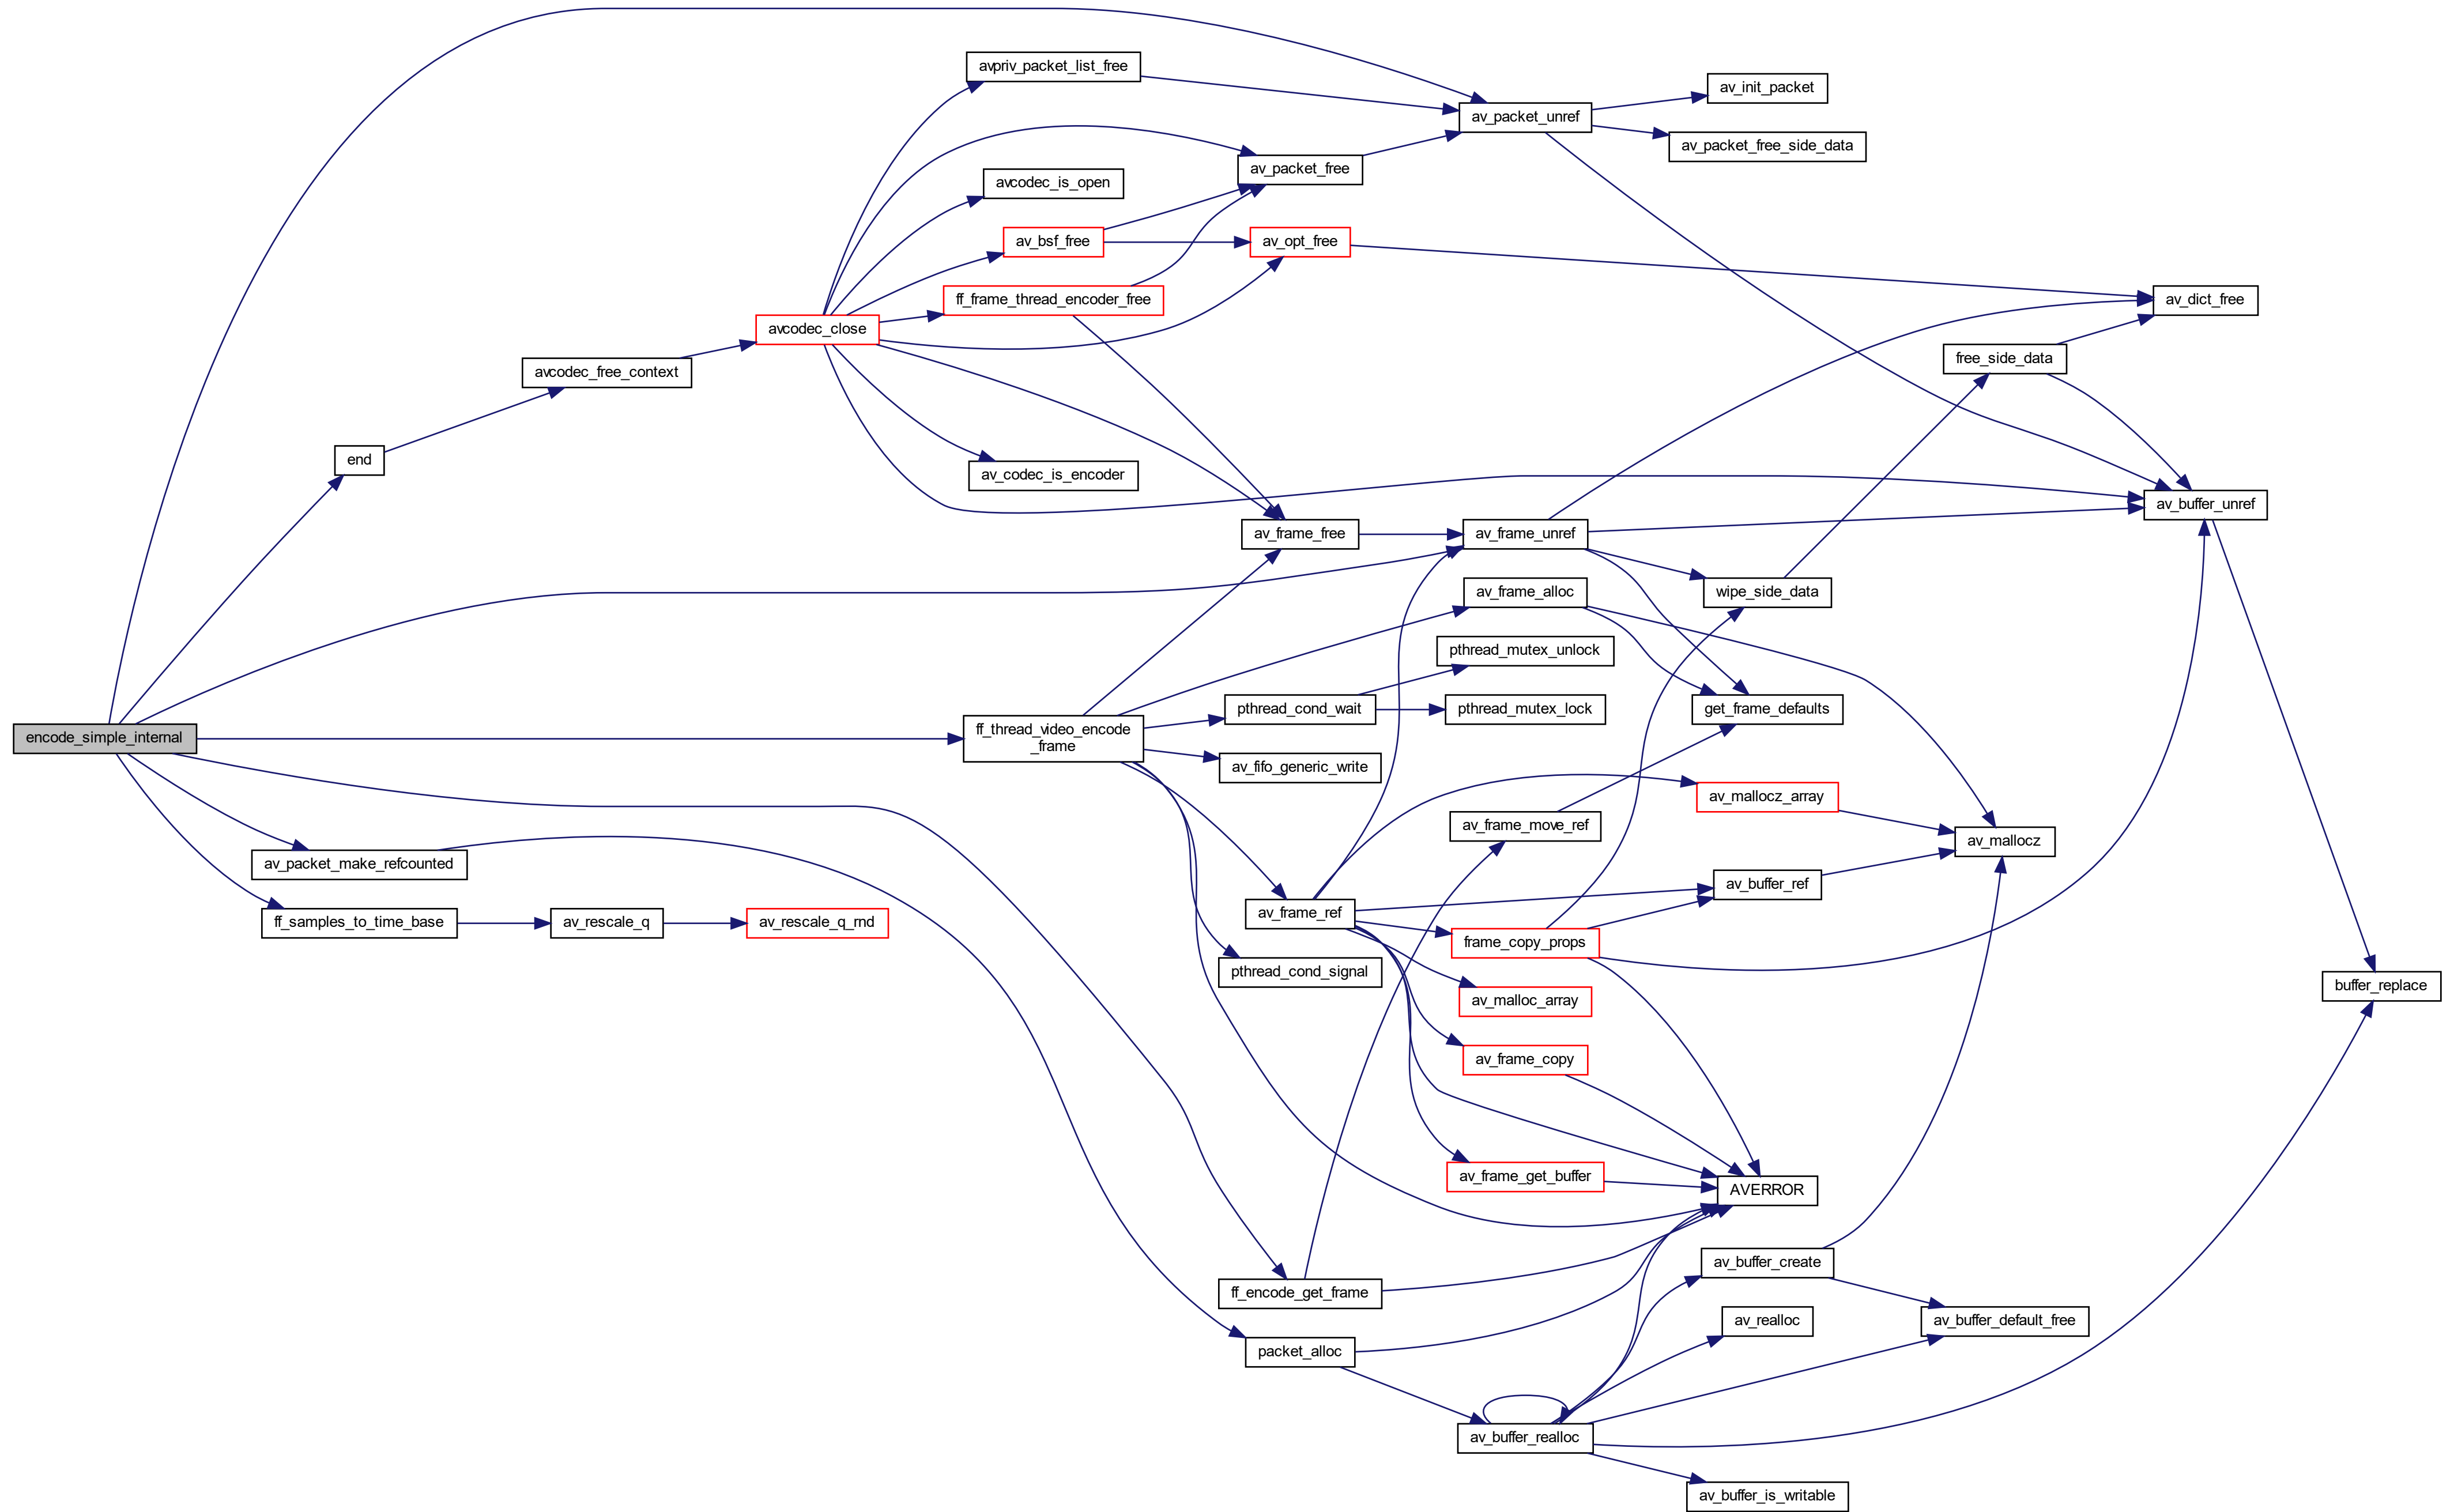 avpriv_packet_list_free
av_init_packet
av_packet_unref
av_packet_free_side_data
av_packet_free
avcodec_is_open
av_bsf_free
av_opt_free
ff_frame_thread_encoder_free
av_dict_free
avcodec_close
free_side_data
avcodec_free_context
end
av_codec_is_encoder
av_buffer_unref
av_frame_free
av_frame_unref
av_frame_alloc
wipe_side_data
pthread_mutex_unlock
pthread_cond_wait
pthread_mutex_lock
get_frame_defaults
encode_simple_internal
ff_thread_video_encode
_frame
av_fifo_generic_write
av_mallocz_array
av_frame_move_ref
av_mallocz
av_packet_make_refcounted
av_buffer_ref
av_frame_ref
ff_samples_to_time_base
av_rescale_q
av_rescale_q_rnd
frame_copy_props
pthread_cond_signal
buffer_replace
av_malloc_array
av_frame_copy
av_frame_get_buffer
AVERROR
av_buffer_create
ff_encode_get_frame
av_realloc
av_buffer_default_free
packet_alloc
av_buffer_realloc
av_buffer_is_writable